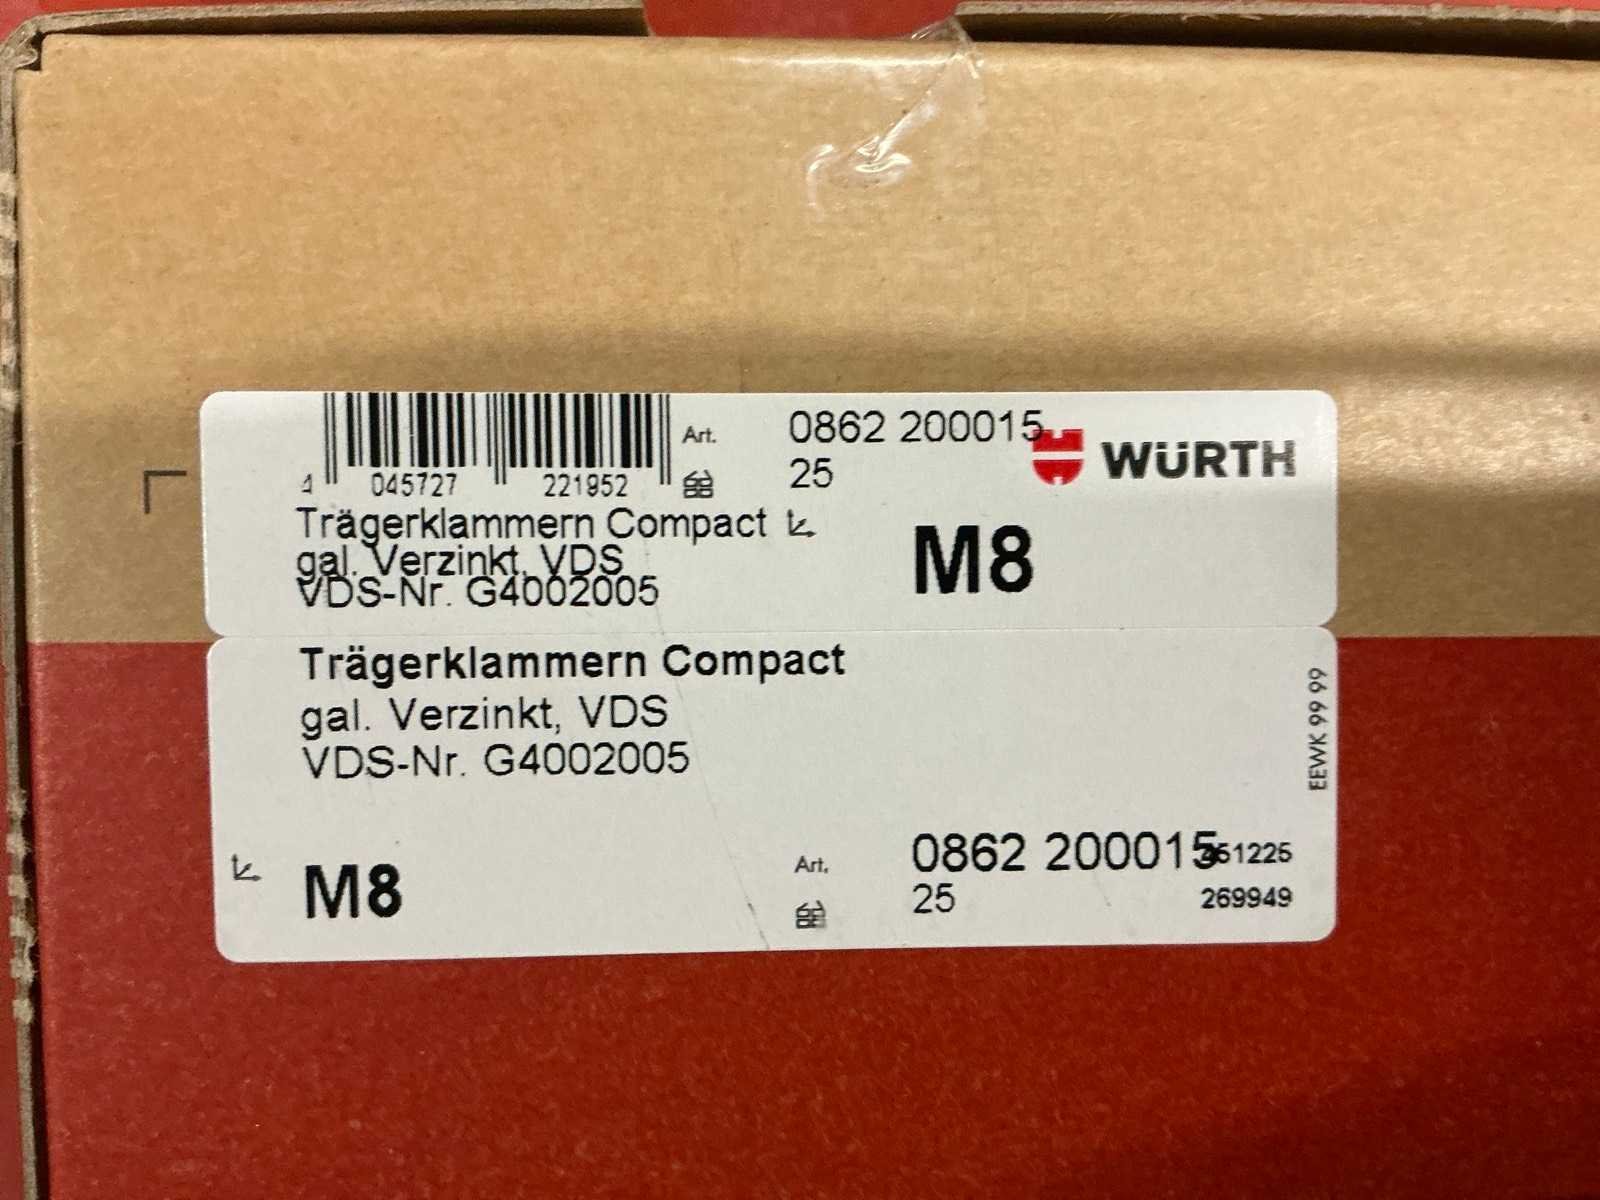 Art. 0862 200015
25
WÜRTH
4 045727 221952
Trägerklammern Compact
gal. Verzinkt, VDS
VDS-Nr. G4002005
M8
Trägerklammern Compact
gal. Verzinkt, VDS
VDS-Nr. G4002005
EEWK 99 99
M8
Art. 0862 200015
25
269949